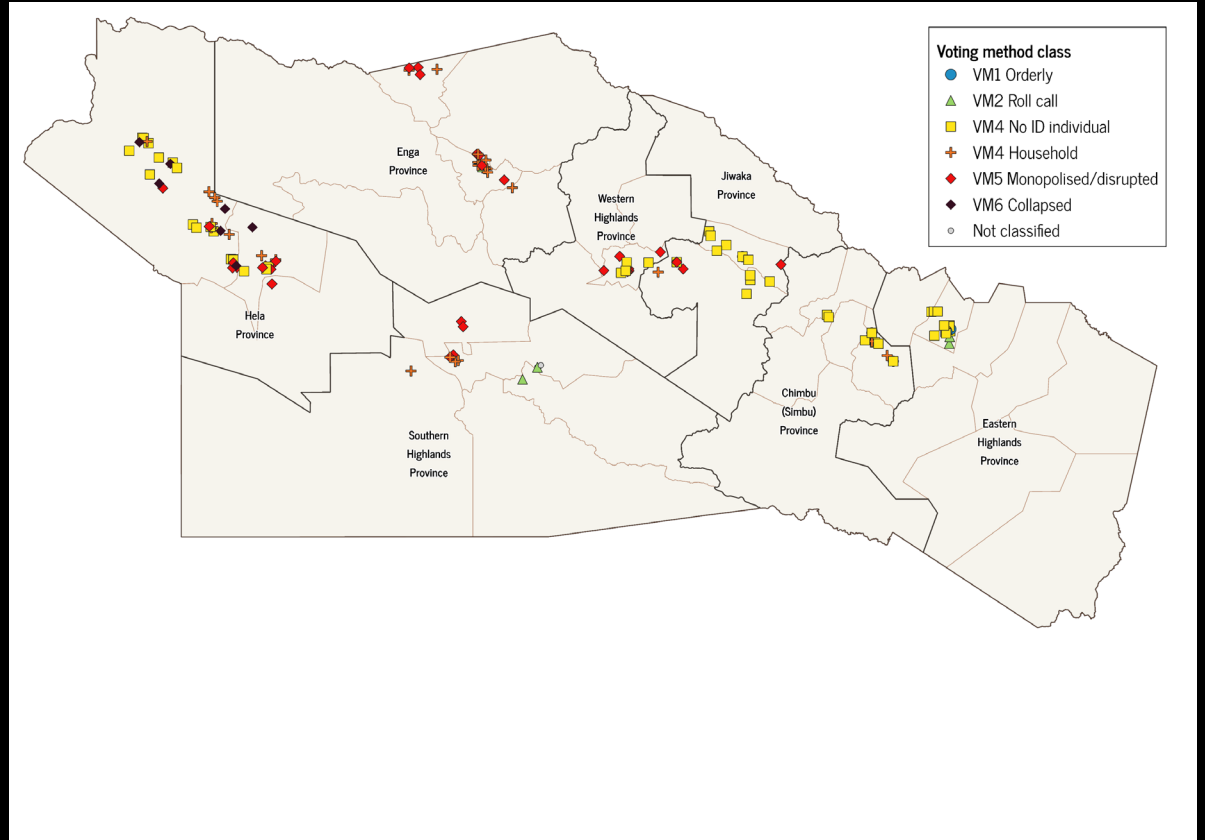 Voting method class
VM1 Orderly
VM2 Roll call
VM4 No ID individual
VM4 Household
VM5 Monopolised/disrupted
VM6 Collapsed
Not classified
Enga
Province
Western
Highlands
Province
Jiwaka
Province
Hela
Province
Southern
Highlands
Province
Chimbu
(Simbu)
Province
Eastern
Highlands
Province